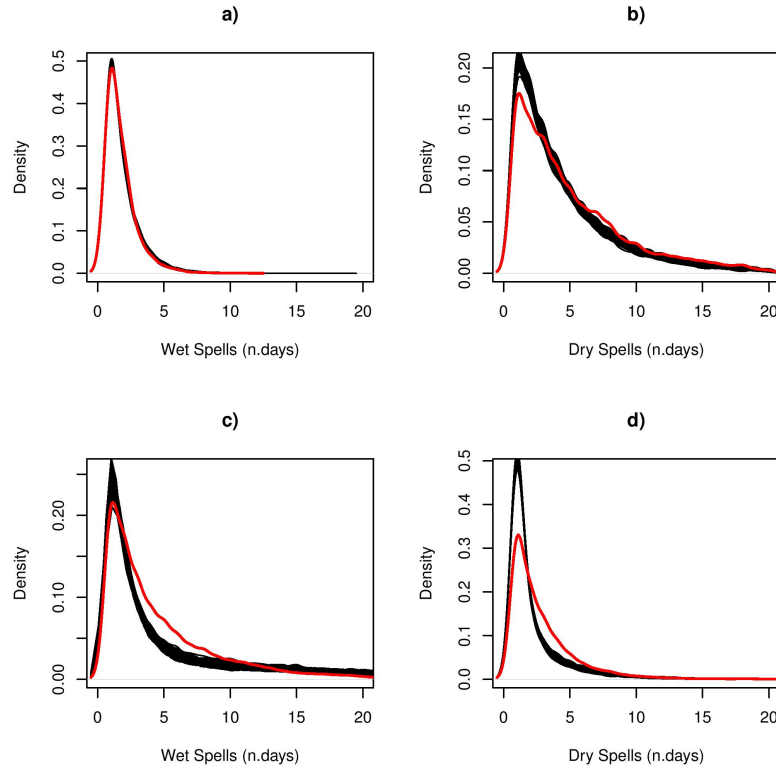 a)
Density
0.0 0.1 0.2 0.3 0.4 0.5
0 5 10 15 20
Wet Spells (n.days)
b)
Density
0.00 0.05 0.10 0.15 0.20
0 5 10 15 20
Dry Spells (n.days)
c)
Density
0.00 0.10 0.20
0 5 10 15 20
Wet Spells (n.days)
d)
Density
0.0 0.1 0.2 0.3 0.4 0.5
0 5 10 15 20
Dry Spells (n.days)